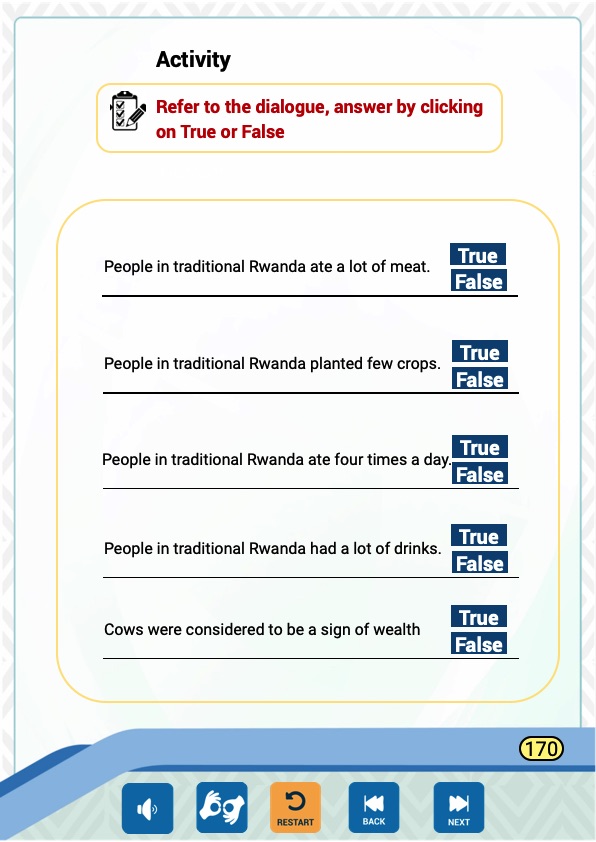 Activity
Refer to the dialogue, answer by clicking
on True or False
People in traditional Rwanda ate a lot of meat.
True
False
People in traditional Rwanda planted few crops.
True
False
People in traditional Rwanda ate four times a day.
True
False
People in traditional Rwanda had a lot of drinks.
True
False
Cows were considered to be a sign of wealth
True
False
170
RESTART
BACK
NEXT